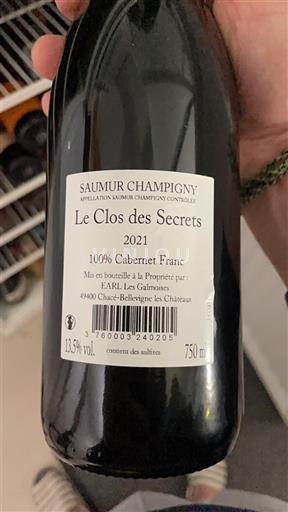 SAUMUR CHAMPIGNY
APPELLATION SAUMUR CHAMPIGNY CONTRÔLÉE
Le Clos des Secrets
2021
VINIOU
100% Cabernet Franc
Mis en bouteille à la Propriété par :
EARL Les Galmoises
49400 Chacé-Bellevigne les Châteaux
3 760003 240205
13.5% vol.
contient des sulfites
750 ml